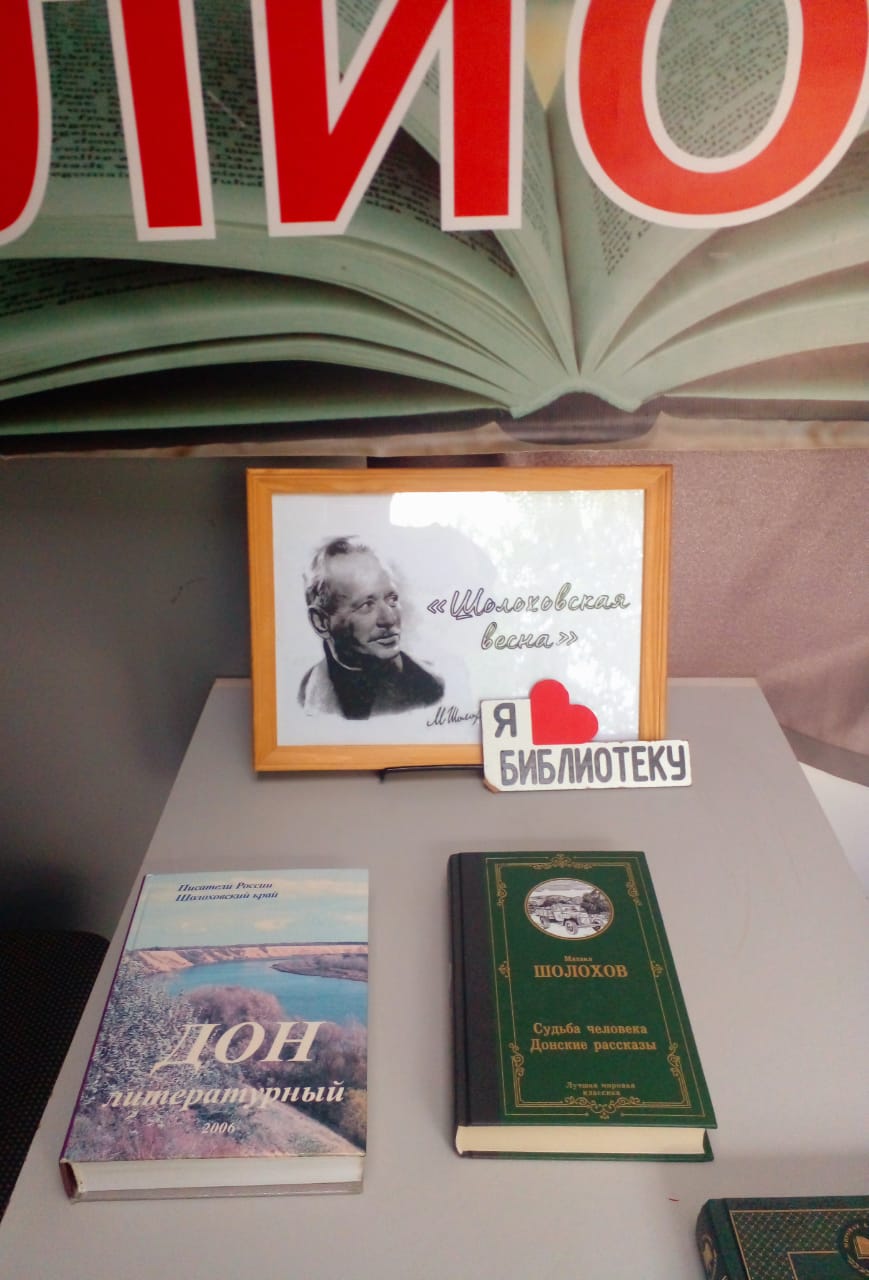 ЛИО
«Шолоховская
весна»
Я
БИБЛИОТЕКУ
Писатели России
Шолоховский край
ДОН
литературный
2006
Михаил
ШОЛОХОВ
Судьба человека
Донские рассказы
Лучшая мировая
классика